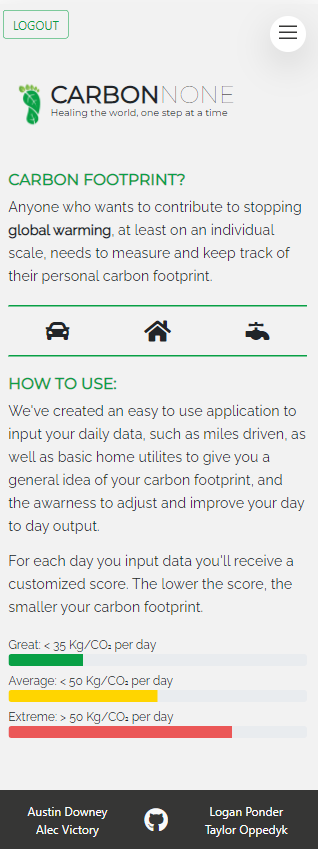 LOGOUT
CARBONNONE
Healing the world, one step at a time
CARBON FOOTPRINT?
Anyone who wants to contribute to stopping
global warming, at least on an individual
scale, needs to measure and keep track of
their personal carbon footprint.
HOW TO USE:
We've created an easy to use application to
input your daily data, such as miles driven, as
well as basic home utilites to give you a
general idea of your carbon footprint, and
the awarness to adjust and improve your day
to day output.
For each day you input data you'll receive a
customized score. The lower the score, the
smaller your carbon footprint.
Great: < 35 Kg/CO₂ per day
Average: < 50 Kg/CO₂ per day
Extreme: > 50 Kg/CO₂ per day
Austin Downey
Alec Victory
Logan Ponder
Taylor Oppedyk